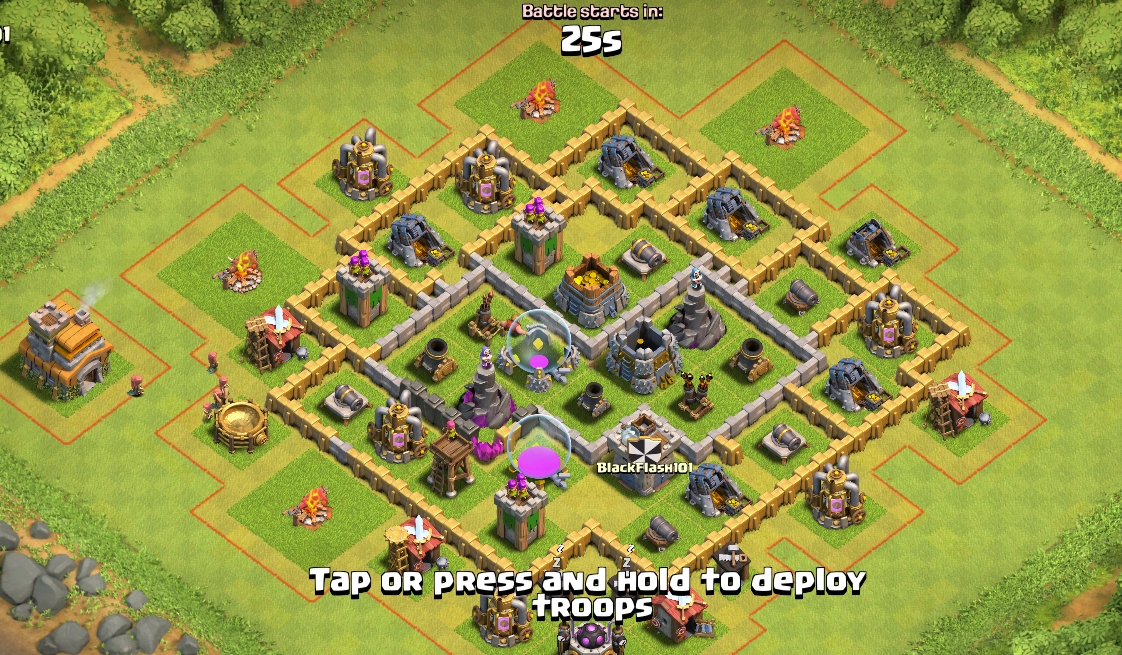 Battle starts in:
25s
BlackFlash101
Tap or press and hold to deploy
troops